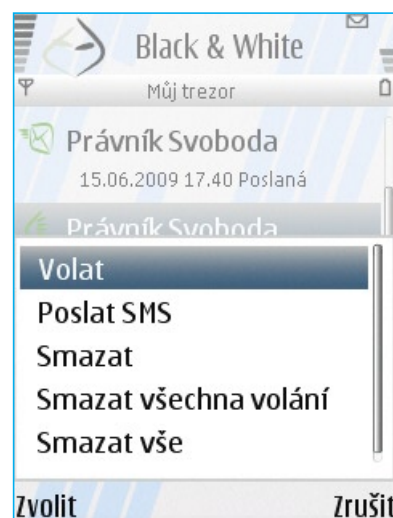 Black & White
Můj trezor
Právník Svoboda
15.06.2009 17.40 Poslaná
Právník Svoboda
Volat
Poslat SMS
Smazat
Smazat všechna volání
Smazat vše
Zvolit Zrušit